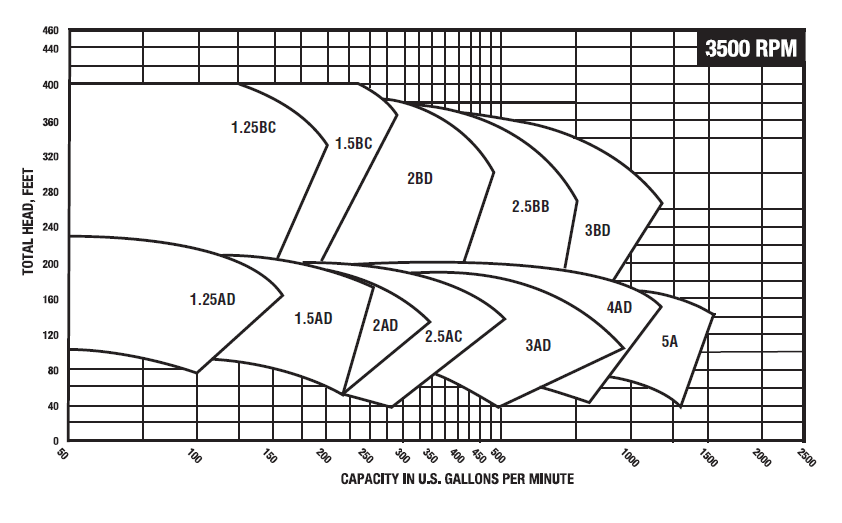 3500 RPM
TOTAL HEAD, FEET
460
440
400
360
320
280
240
200
160
120
80
40
0
1.25BC
1.5BC
2BD
2.5BB
3BD
1.25AD
1.5AD
2AD
2.5AC
3AD
4AD
5A
50
100
150
200
250
300
350
400
450
500
1000
1500
2000
2500
CAPACITY IN U.S. GALLONS PER MINUTE